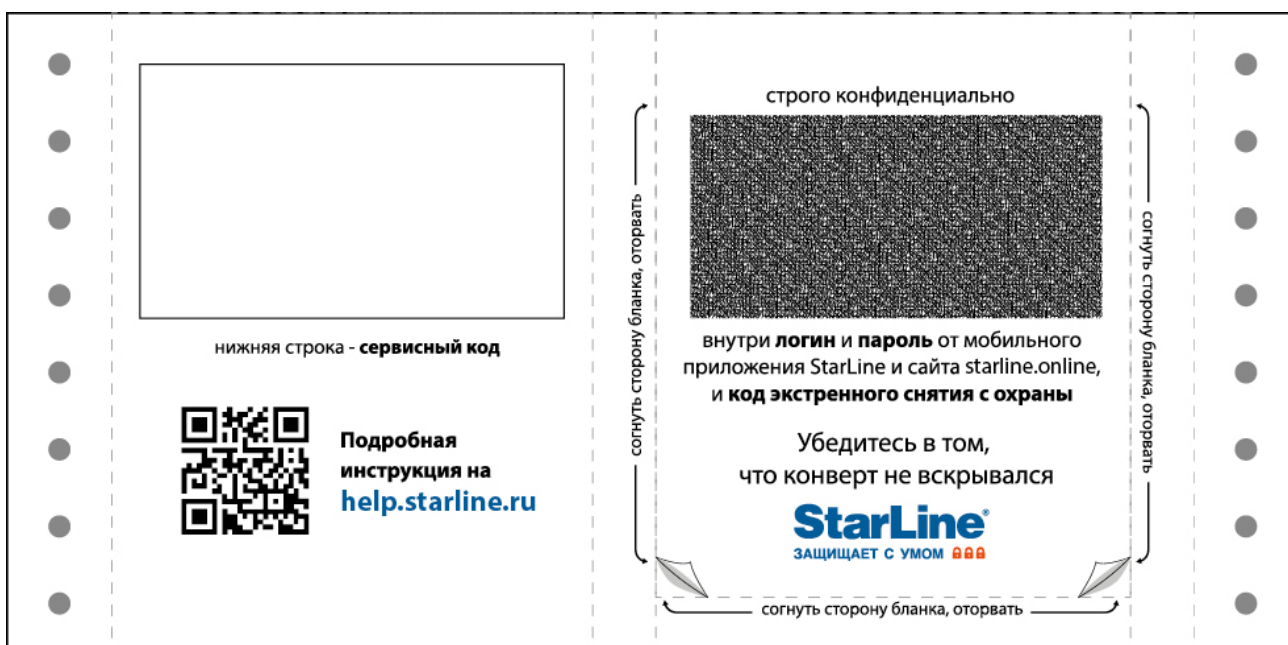 нижняя строка - сервисный код
Подробная
инструкция на
help.starline.ru
согнуть сторону бланка, оторвать
строго конфиденциально
внутри логин и пароль от мобильного
приложения StarLine и сайта starline.online,
и код экстренного снятия с охраны
Убедитесь в том,
что конверт не вскрывался
StarLine®
ЗАЩИЩАЕТ С УМОМ
согнуть сторону бланка, оторвать
согнуть сторону бланка, оторвать